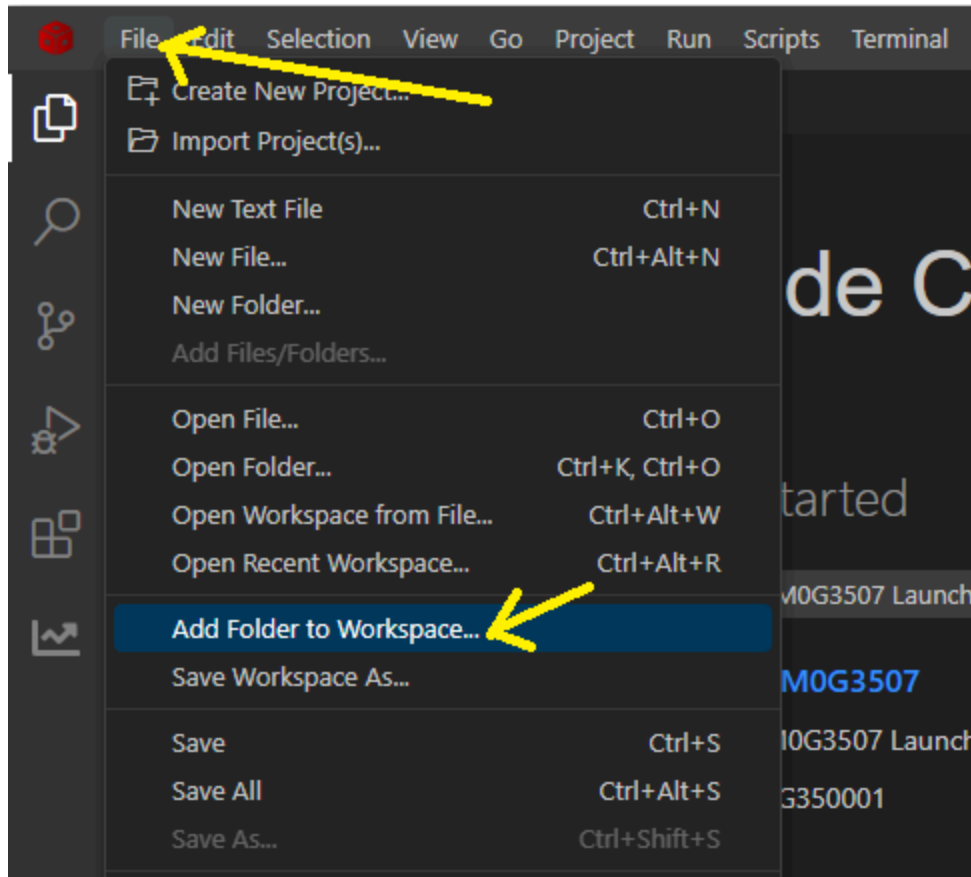 File Edit Selection View Go Project Run Scripts Terminal
Create New Project...
Import Project(s)...
New Text File Ctrl+N
New File... Ctrl+Alt+N
New Folder...
Add Files/Folders...
Open File... Ctrl+O
Open Folder... Ctrl+K, Ctrl+O
Open Workspace from File... Ctrl+Alt+W
Open Recent Workspace... Ctrl+Alt+R
Add Folder to Workspace...
Save Workspace As...
Save Ctrl+S
Save All Ctrl+Alt+S
Save As... Ctrl+Shift+S
de C
tarted
M0G3507 Launch
M0G3507
10G3507 Launch
G350001